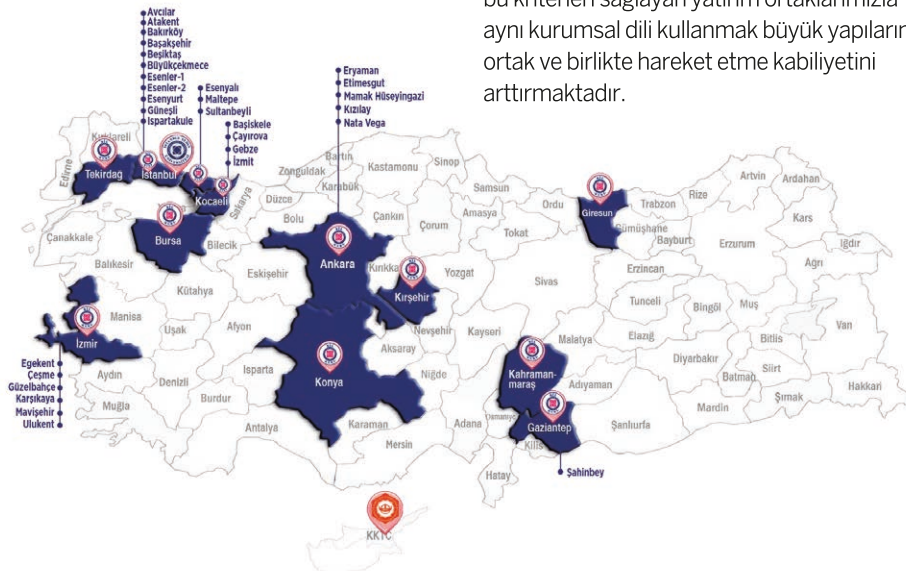 bu kriterleri sağlayan yatırım ortaklarımızla
aynı kurumsal dili kullanmak büyük yapıların
ortak ve birlikte hareket etme kabiliyetini
arttırmaktadır.
Avcılar
Atakent
Bakırköy
Başakşehir
Beşiktaş
Büyükçekmece
Esenler-1
Esenler-2
Esenyurt
Güneşli
Ispartakule
Esenyalı
Maltepe
Sultanbeyli
Başiskele
Çayırova
Gebze
İzmit
Eryaman
Etimesgut
Mamak Hüseyingazi
Kızılay
Nata Vega
Edirne
Tekirdağ
İstanbul
Kocaeli
Sakarya
Düzce
Zonguldak
Bartın
Karabük
Kastamonu
Sinop
Samsun
Ordu
Giresun
Trabzon
Rize
Artvin
Ardahan
Kars
Iğdır
Gümüşhane
Bayburt
Erzurum
Ağrı
Çanakkale
Bursa
Bilecik
Bolu
Çankırı
Çorum
Amasya
Tokat
Balıkesir
Kütahya
Eskişehir
Ankara
Kırşehir
Yozgat
Sivas
Erzincan
Tunceli
Bingöl
Muş
Van
Bitlis
Manisa
İzmir
Uşak
Afyon
Konya
Aksaray
Nevşehir
Kayseri
Malatya
Elazığ
Diyarbakır
Batman
Siirt
Şırnak
Hakkari
Aydın
Denizli
Isparta
Burdur
Muğla
Antalya
Karaman
Mersin
Niğde
Adana
Osmaniye
Kahraman-
maraş
Adıyaman
Gaziantep
Kilis
Şanlıurfa
Mardin
Hatay
Egekent
Çeşme
Güzelbahçe
Karşıkaya
Mavişehir
Ulukent
Şahinbey
KKTC